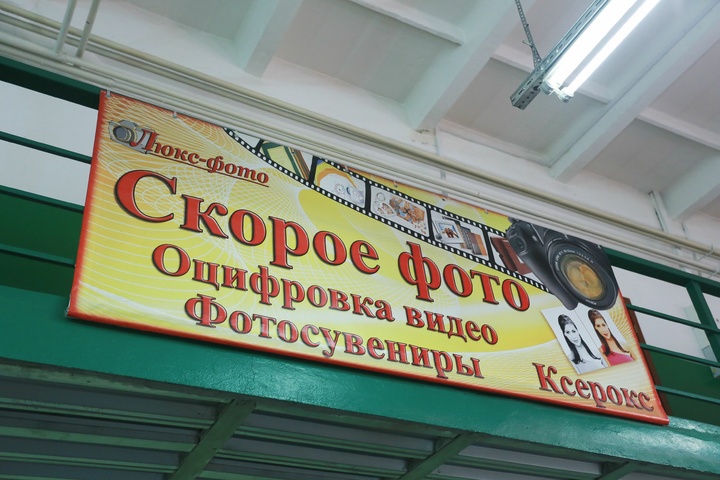 Люкс-фото
Скорое фото
Оцифровка видео
Фотосувениры
Ксерокс